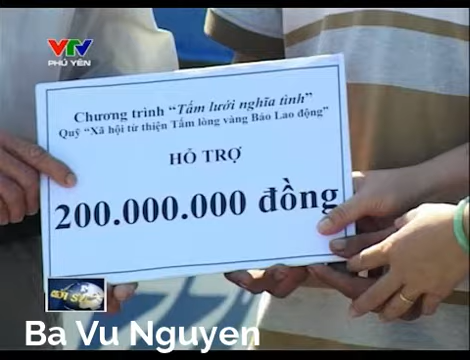 VTV
PHÚ YÊN
Chương trình “Tấm lưới nghĩa tình”
Quỹ “Xã hội từ thiện Tấm lòng vàng Báo Lao động”
HỖ TRỢ
200.000.000 đồng
Ba Vu Nguyen